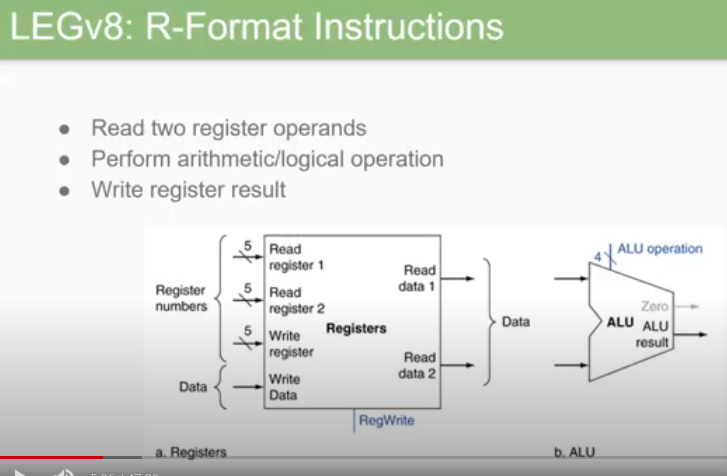 LEGv8: R-Format Instructions
● Read two register operands
● Perform arithmetic/logical operation
● Write register result
Register
numbers
Data
5
5
5
Read
register 1
Read
register 2
Write
register
Write
Data
Registers
Read
data 1
Read
data 2
RegWrite
Data
4
ALU operation
Zero
ALU
ALU
result
a. Registers
b. ALU